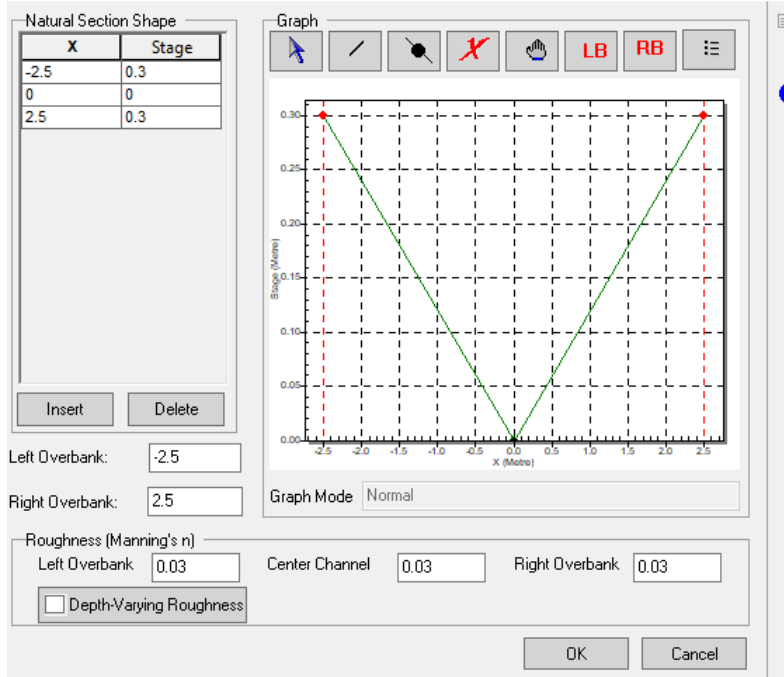 Natural Section Shape
X Stage
-2.5 0.3
0 0
2.5 0.3
Insert Delete
Left Overbank: -2.5
Right Overbank: 2.5
Graph
X LB RB
0.30
0.25
0.20
0.15
0.10
0.05
0.00
Stage (Metre)
-2.5 -2.0 -1.5 -1.0 -0.5 0.0 0.5 1.0 1.5 2.0 2.5
X (Metre)
Graph Mode Normal
Roughness (Manning's n)
Left Overbank 0.03 Center Channel 0.03 Right Overbank 0.03
Depth-Varying Roughness
OK Cancel